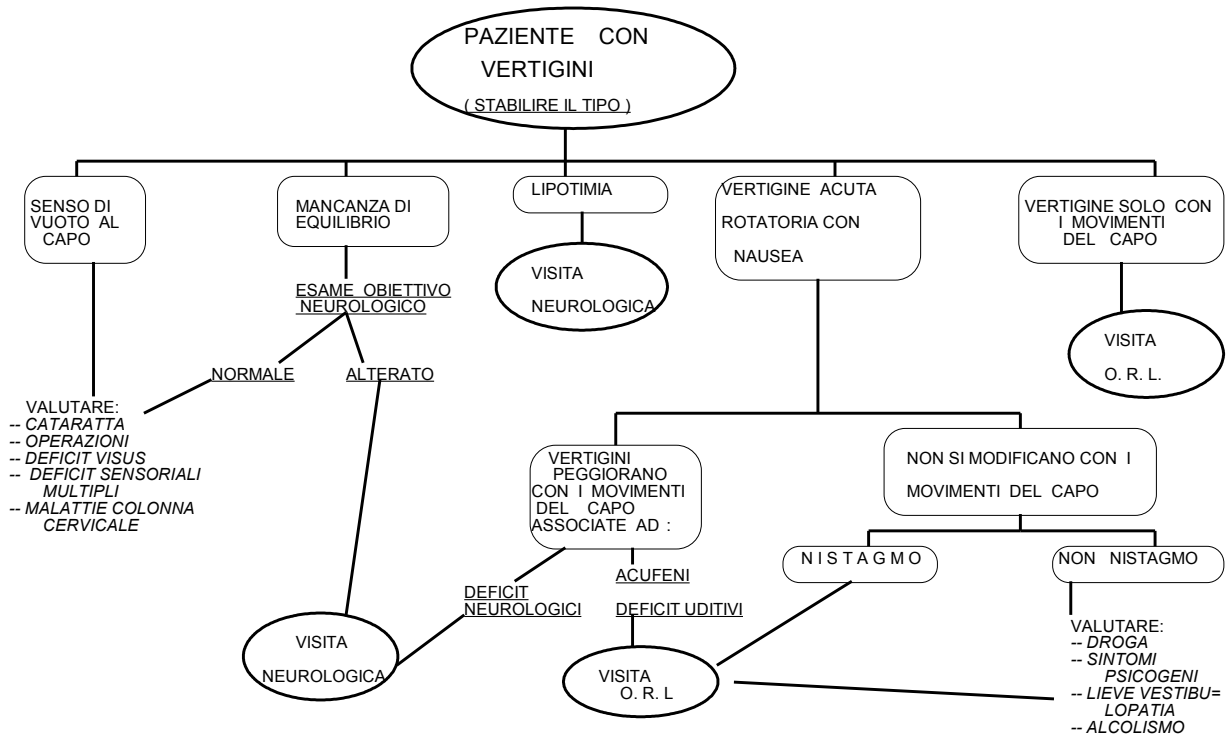 PAZIENTE CON
VERTIGINI
( STABILIRE IL TIPO )
SENSO DI
VUOTO AL
CAPO
MANCANZA DI
EQUILIBRIO
LIPOTIMIA
VERTIGINE ACUTA
ROTATORIA CON
NAUSEA
VERTIGINE SOLO CON
I MOVIMENTI
DEL CAPO
ESAME OBIETTIVO
NEUROLOGICO
VISITA
NEUROLOGICA
VISITA
O. R. L.
NORMALE
ALTERATO
VALUTARE:
-- CATARATTA
-- OPERAZIONI
-- DEFICIT VISUS
-- DEFICIT SENSORIALI
MULTIPLI
-- MALATTIE COLONNA
CERVICALE
VERTIGINI
PEGGIORANO
CON I MOVIMENTI
DEL CAPO
ASSOCIATE AD :
NON SI MODIFICANO CON I
MOVIMENTI DEL CAPO
DEFICIT
NEUROLOGICI
ACUFENI
DEFICIT UDITIVI
N I S T A G M O
NON NISTAGMO
VISITA
NEUROLOGICA
VISITA
O. R. L
VALUTARE:
-- DROGA
-- SINTOMI
PSICOGENI
-- LIEVE VESTIBU=
LOPATIA
-- ALCOLISMO